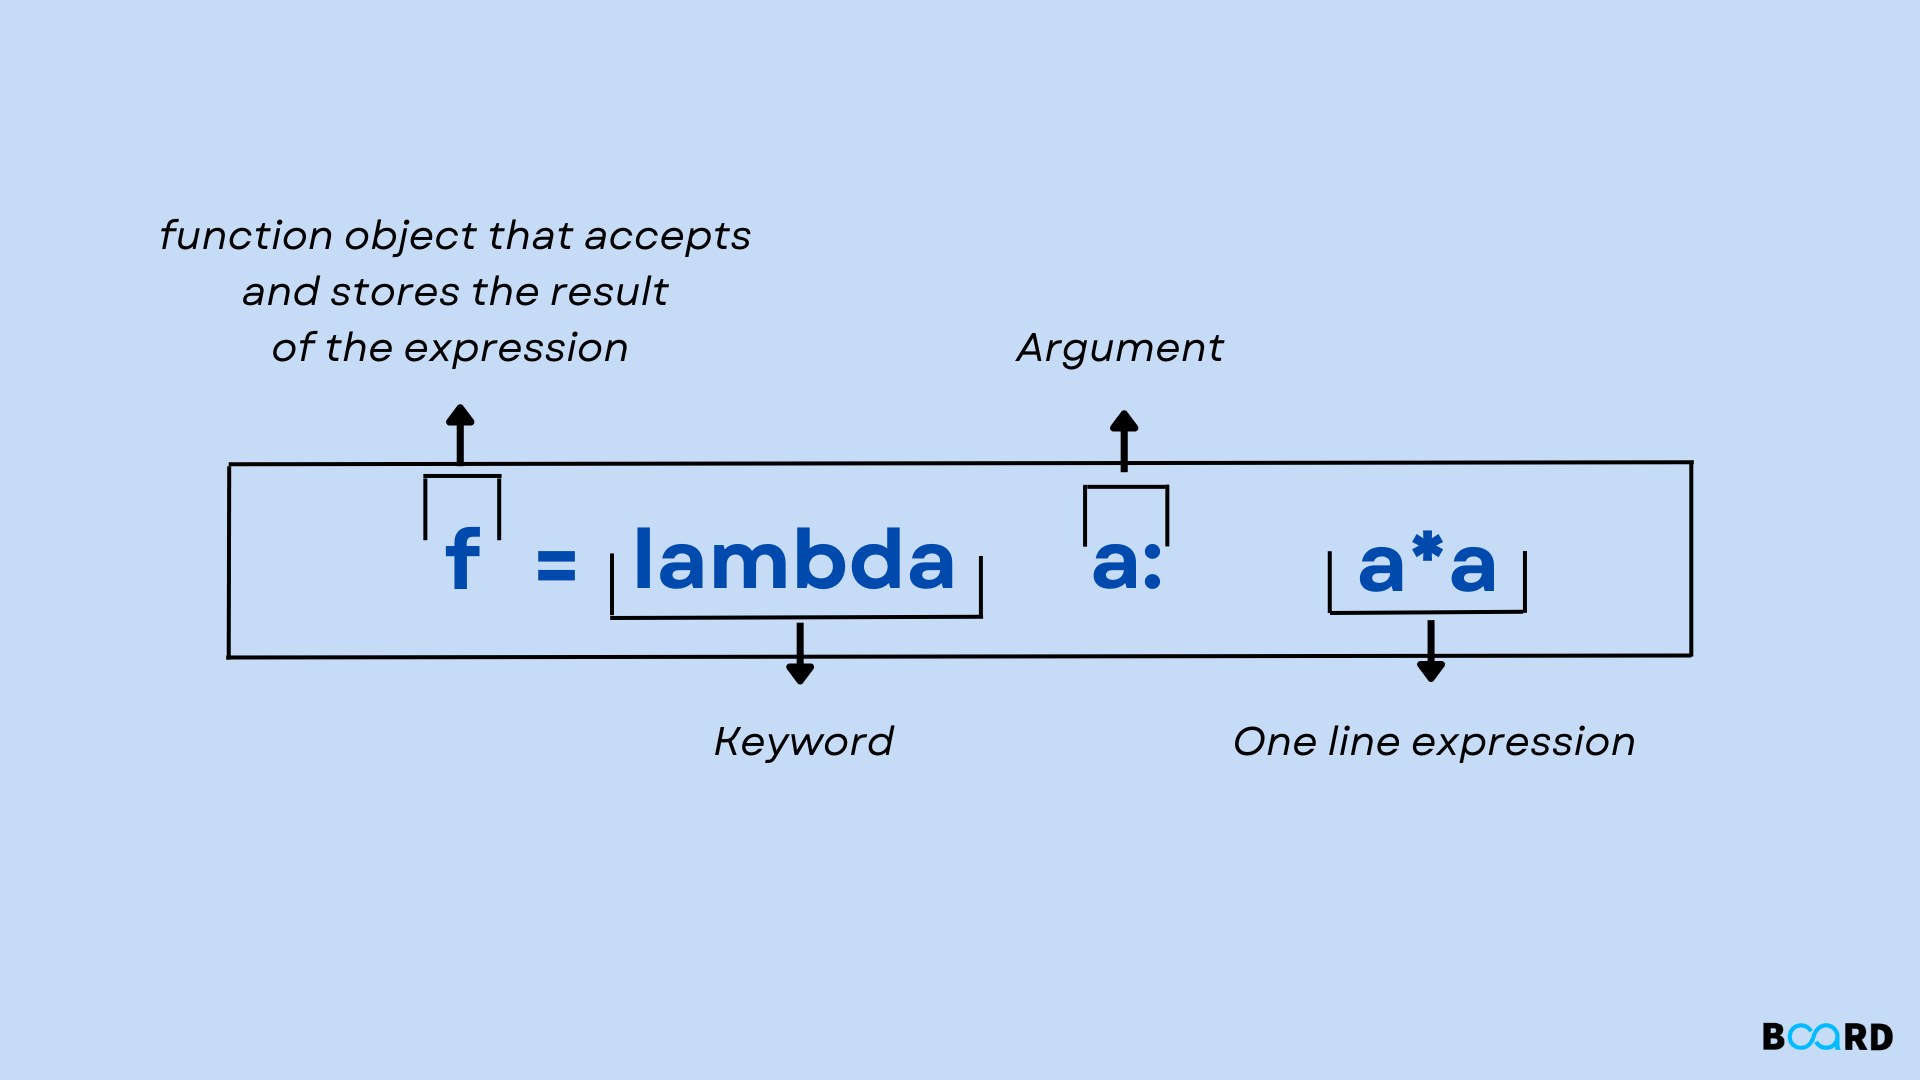 function object that accepts
and stores the result
of the expression
Argument
f = lambda a: a*a
Keyword
One line expression
BOARD